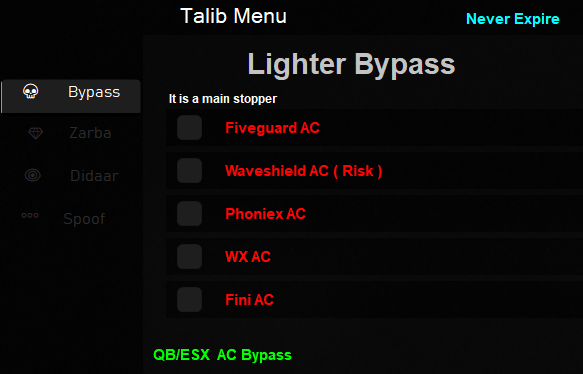 Talib Menu
Never Expire
Lighter Bypass
Bypass
It is a main stopper
Fiveguard AC
Zarba
Waveshield AC ( Risk )
Didaar
Phoniex AC
Spoof
WX AC
Fini AC
QB/ESX AC Bypass